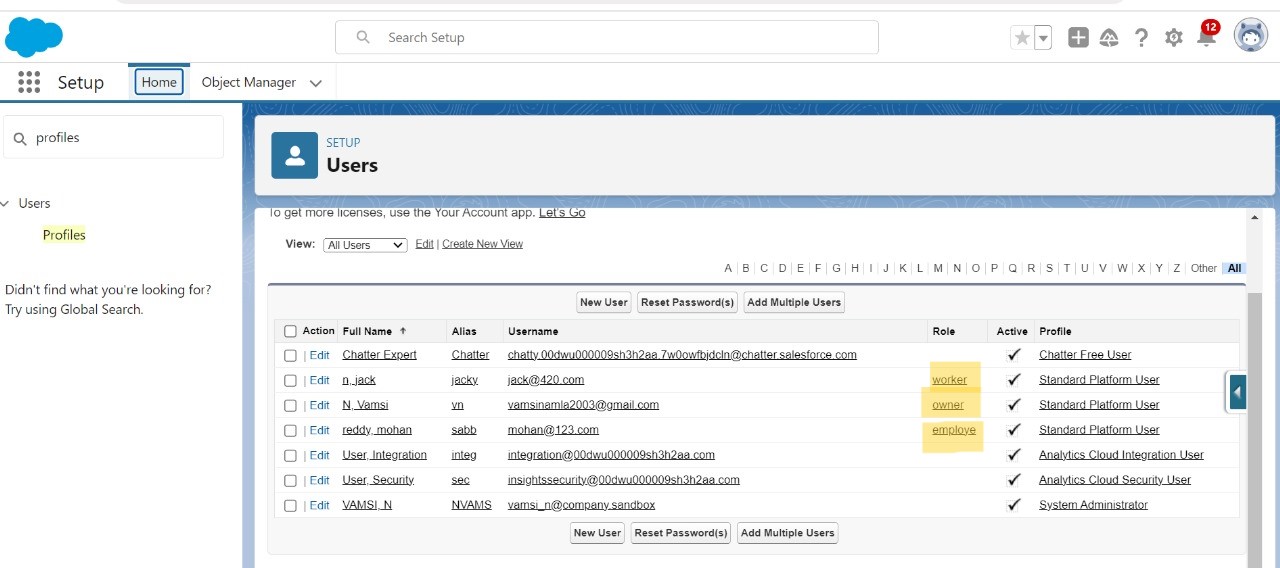 Search Setup
12
Setup
Home
Object Manager
profiles
Users
Profiles
Didn't find what you're looking for?
Try using Global Search.
SETUP
Users
To get more licenses, use the Your Account app. Let's Go
View: All Users Edit | Create New View
A | B | C | D | E | F | G | H | I | J | K | L | M | N | O | P | Q | R | S | T | U | V | W | X | Y | Z | Other All
New User Reset Password(s) Add Multiple Users
Action Full Name ↑ Alias Username Role Active Profile
| Edit Chatter Expert Chatter chatty.00dwu000009sh3h2aa.7w0owfbjdcln@chatter.salesforce.com ✓ Chatter Free User
| Edit n, jack jacky jack@420.com worker ✓ Standard Platform User
| Edit N, Vamsi vn vamsinamla2003@gmail.com owner ✓ Standard Platform User
| Edit reddy, mohan sabb mohan@123.com employe ✓ Standard Platform User
| Edit User, Integration integ integration@00dwu000009sh3h2aa.com ✓ Analytics Cloud Integration User
| Edit User, Security sec insightssecurity@00dwu000009sh3h2aa.com ✓ Analytics Cloud Security User
| Edit VAMSI, N NVAMS vamsi_n@company.sandbox ✓ System Administrator
New User Reset Password(s) Add Multiple Users